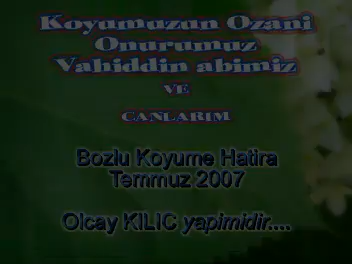 Koyumuzun Ozani
Onurumuz
Vahiddin abimiz
VE
CANLARIM
Bozlu Koyume Hatira
Temmuz 2007
Olcay KILIC yapimidir....